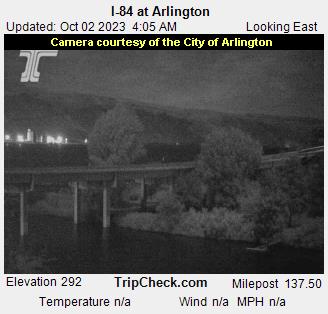 I-84 at Arlington
Updated: Oct 02 2023 4:05 AM Looking East
Camera courtesy of the City of Arlington
Elevation 292 TripCheck.com Milepost 137.50
Temperature n/a Wind n/a MPH n/a